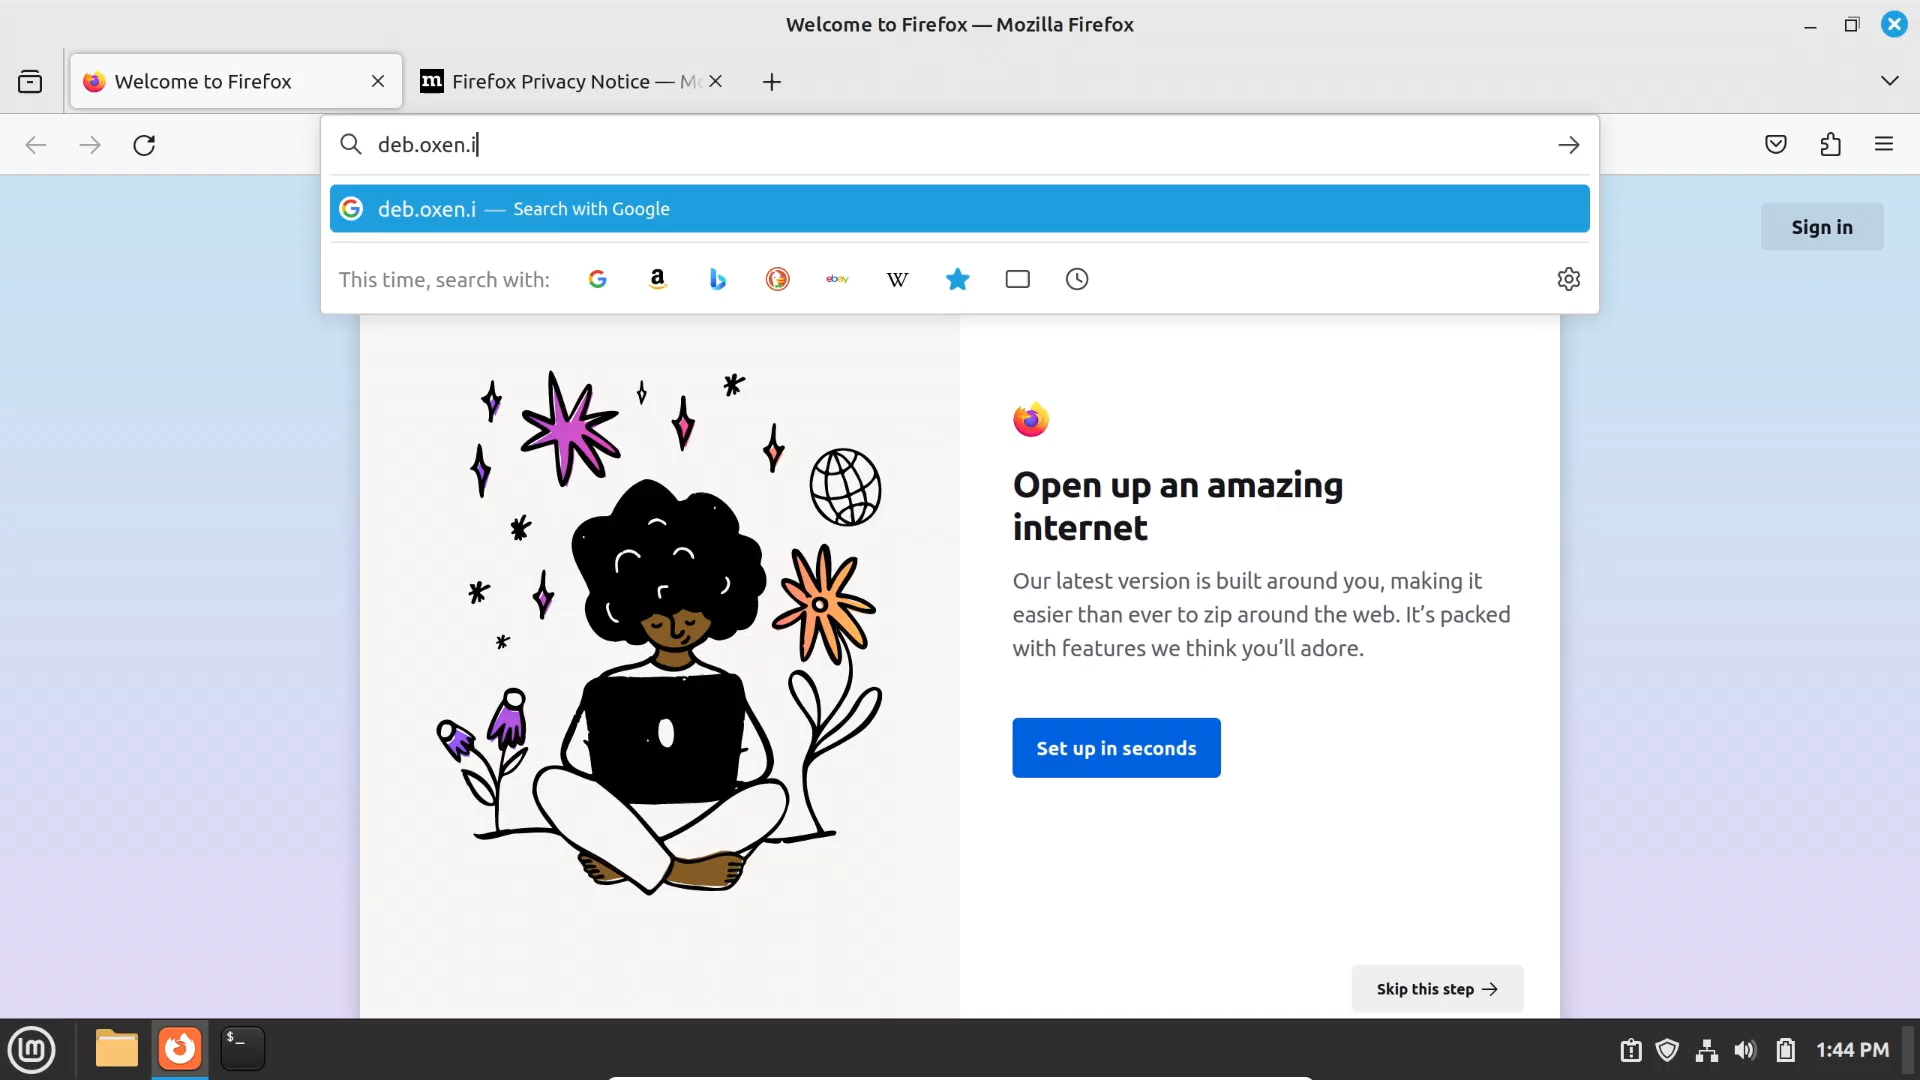 Welcome to Firefox — Mozilla Firefox
Welcome to Firefox
Firefox Privacy Notice — Mo
deb.oxen.i
deb.oxen.i — Search with Google
Sign in
This time, search with:
Open up an amazing
internet
Our latest version is built around you, making it
easier than ever to zip around the web. It’s packed
with features we think you’ll adore.
Set up in seconds
Skip this step
1:44 PM